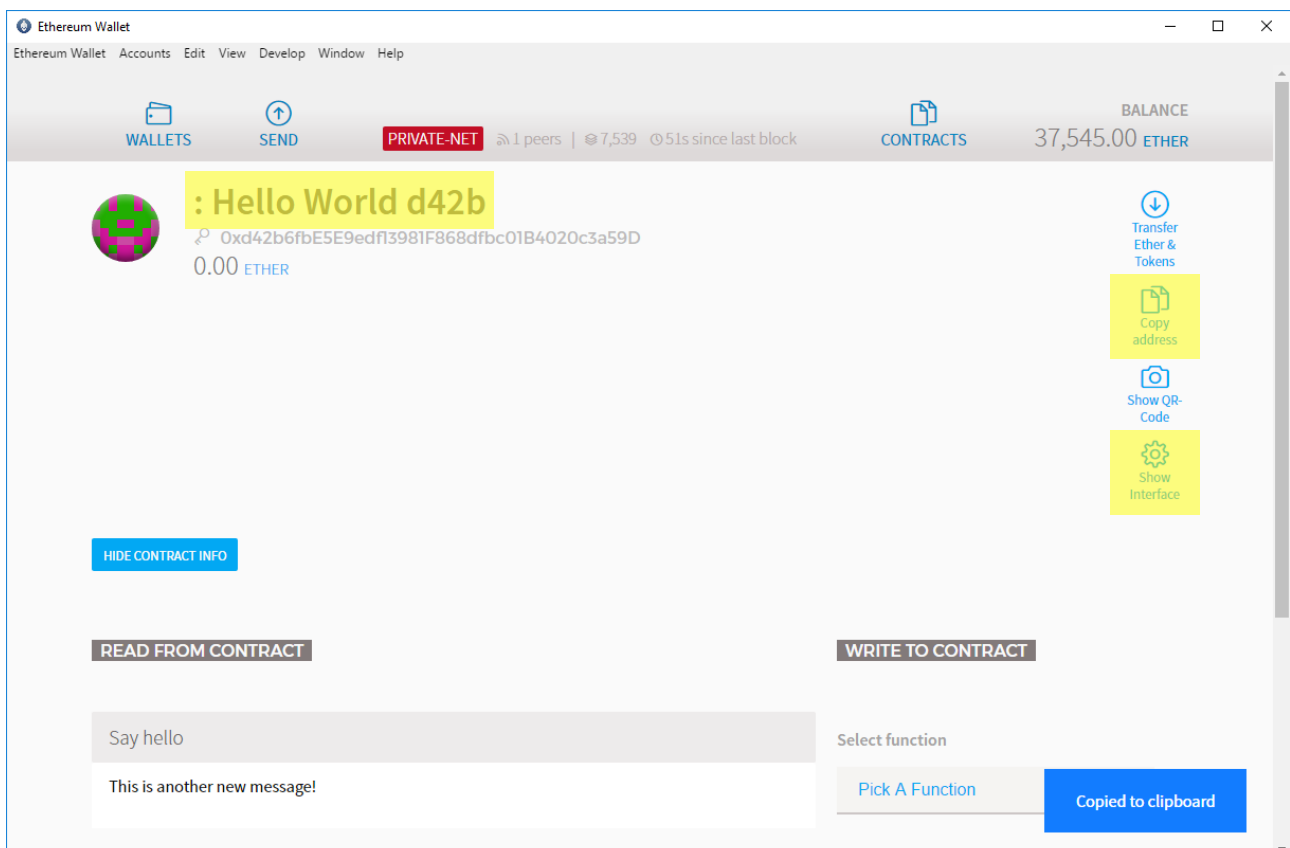 Ethereum Wallet
Ethereum Wallet Accounts Edit View Develop Window Help
WALLETS
SEND
PRIVATE-NET 1 peers | 7,539 51s since last block
CONTRACTS
BALANCE
37,545.00 ETHER
: Hello World d42b
0xd42b6fbE5E9edf13981F868dfbc01B4020c3a59D
0.00 ETHER
Transfer
Ether &
Tokens
Copy
address
Show QR-
Code
Show
Interface
HIDE CONTRACT INFO
READ FROM CONTRACT
Say hello
This is another new message!
WRITE TO CONTRACT
Select function
Pick A Function
Copied to clipboard